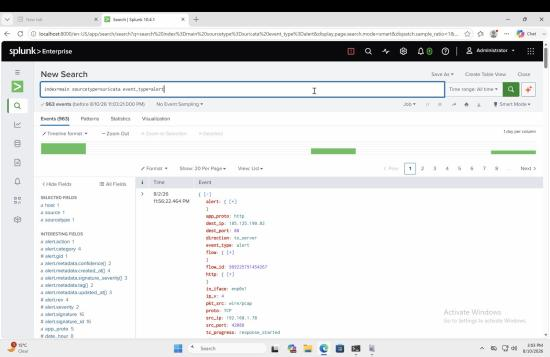 New tab
Search | Splunk 10.4.1
localhost:8000/en-US/app/search/search?q=search%20index%3Dmain%20sourcetype%3Dsuricata%20event_type%3Dalert&display.page.search.mode=smart&dispatch.sample_ratio=1&...
Chat
splunk> Enterprise
Administrator
New Search
Save As
Create Table View
Close
index=main sourcetype=suricata event_type=alert
Time range: All time
963 events (before 8/10/26 11:03:21.000 PM)
No Event Sampling
Job
Smart Mode
Events (963)
Patterns
Statistics
Visualization
Timeline format
— Zoom Out
+ Zoom to Selection
× Deselect
1 day per column
Format
Show: 20 Per Page
View: List
< Prev
1
2
3
4
5
6
7
8
...
Next >
< Hide Fields
All Fields
i
Time
Event
SELECTED FIELDS
a host 1
a source 1
a sourcetype 1
INTERESTING FIELDS
a alert.action 1
a alert.category 4
# alert.gid 1
a alert.metadata.confidence{} 2
a alert.metadata.created_at{} 4
a alert.metadata.signature_severity{} 3
a alert.metadata.tag{} 2
a alert.metadata.updated_at{} 3
# alert.rev 4
# alert.severity 2
a alert.signature 16
# alert.signature_id 16
a app_proto 5
# date_hour 8
>
8/2/26
11:56:22.464 PM
{ [-]
alert: { [+]
}
app_proto: http
dest_ip: 185.125.190.82
dest_port: 80
direction: to_server
event_type: alert
flow: { [+]
}
flow_id: 989225791454267
http: { [+]
}
in_iface: enp0s1
ip_v: 4
pkt_src: wire/pcap
proto: TCP
src_ip: 192.168.1.78
src_port: 42088
tc_progress: response_started
Activate Windows
Go to Settings to activate Windows.
15°C
Clear
Search
3:03 PM
8/10/2026